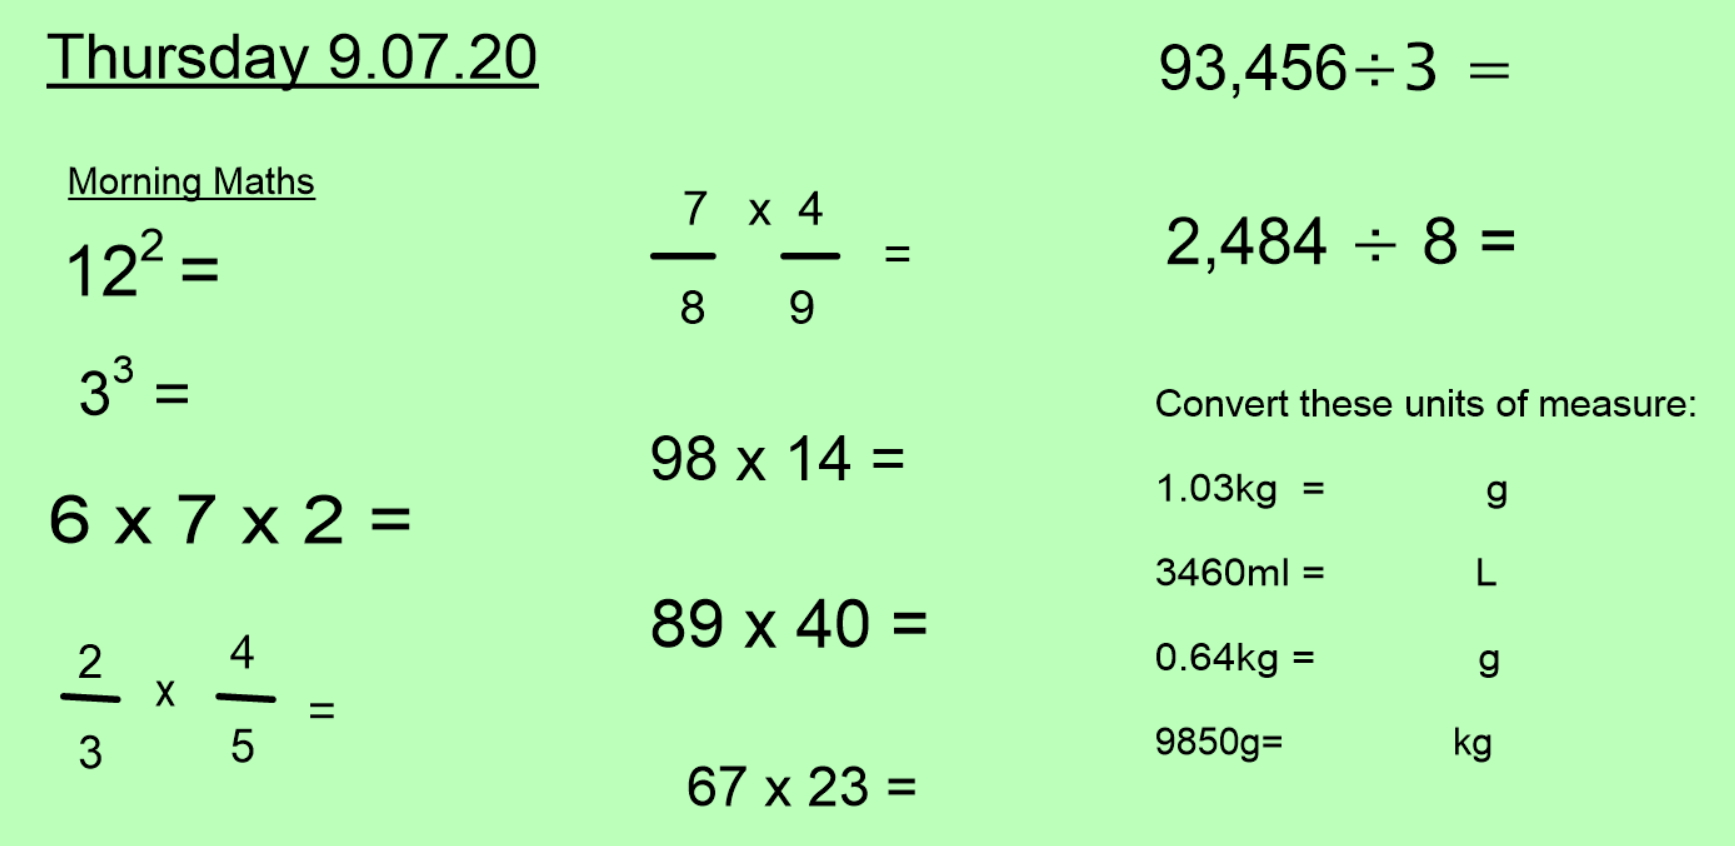 Thursday 9.07.20
Morning Maths
12² =
3³ =
6 x 7 x 2 =
2/3 x 4/5 =
7/8 x 4/9 =
98 x 14 =
89 x 40 =
67 x 23 =
93,456÷3 =
2,484 ÷ 8 =
Convert these units of measure:
1.03kg = g
3460ml = L
0.64kg = g
9850g= kg